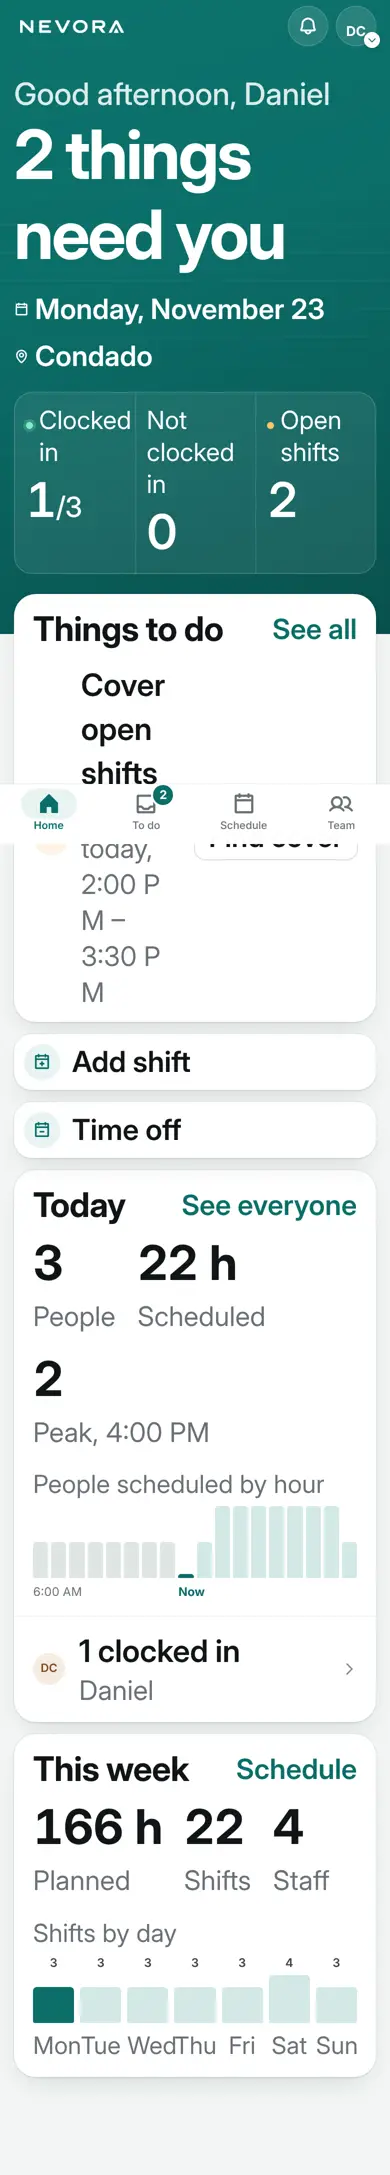 NEVORA
DC
Good afternoon, Daniel
2 things
need you
Monday, November 23
Condado
Clocked
in
1/3
Not
clocked
in
0
Open
shifts
2
Things to do
See all
Cover
open
shifts
Home
2
To do
Schedule
Team
today,
2:00 P
M –
3:30 P
M
Find cover
Add shift
Time off
Today
See everyone
3
People
22 h
Scheduled
2
Peak, 4:00 PM
People scheduled by hour
6:00 AM
Now
DC
1 clocked in
Daniel
This week
Schedule
166 h
Planned
22
Shifts
4
Staff
Shifts by day
3 3 3 3 3 4 3
Mon Tue Wed Thu Fri Sat Sun